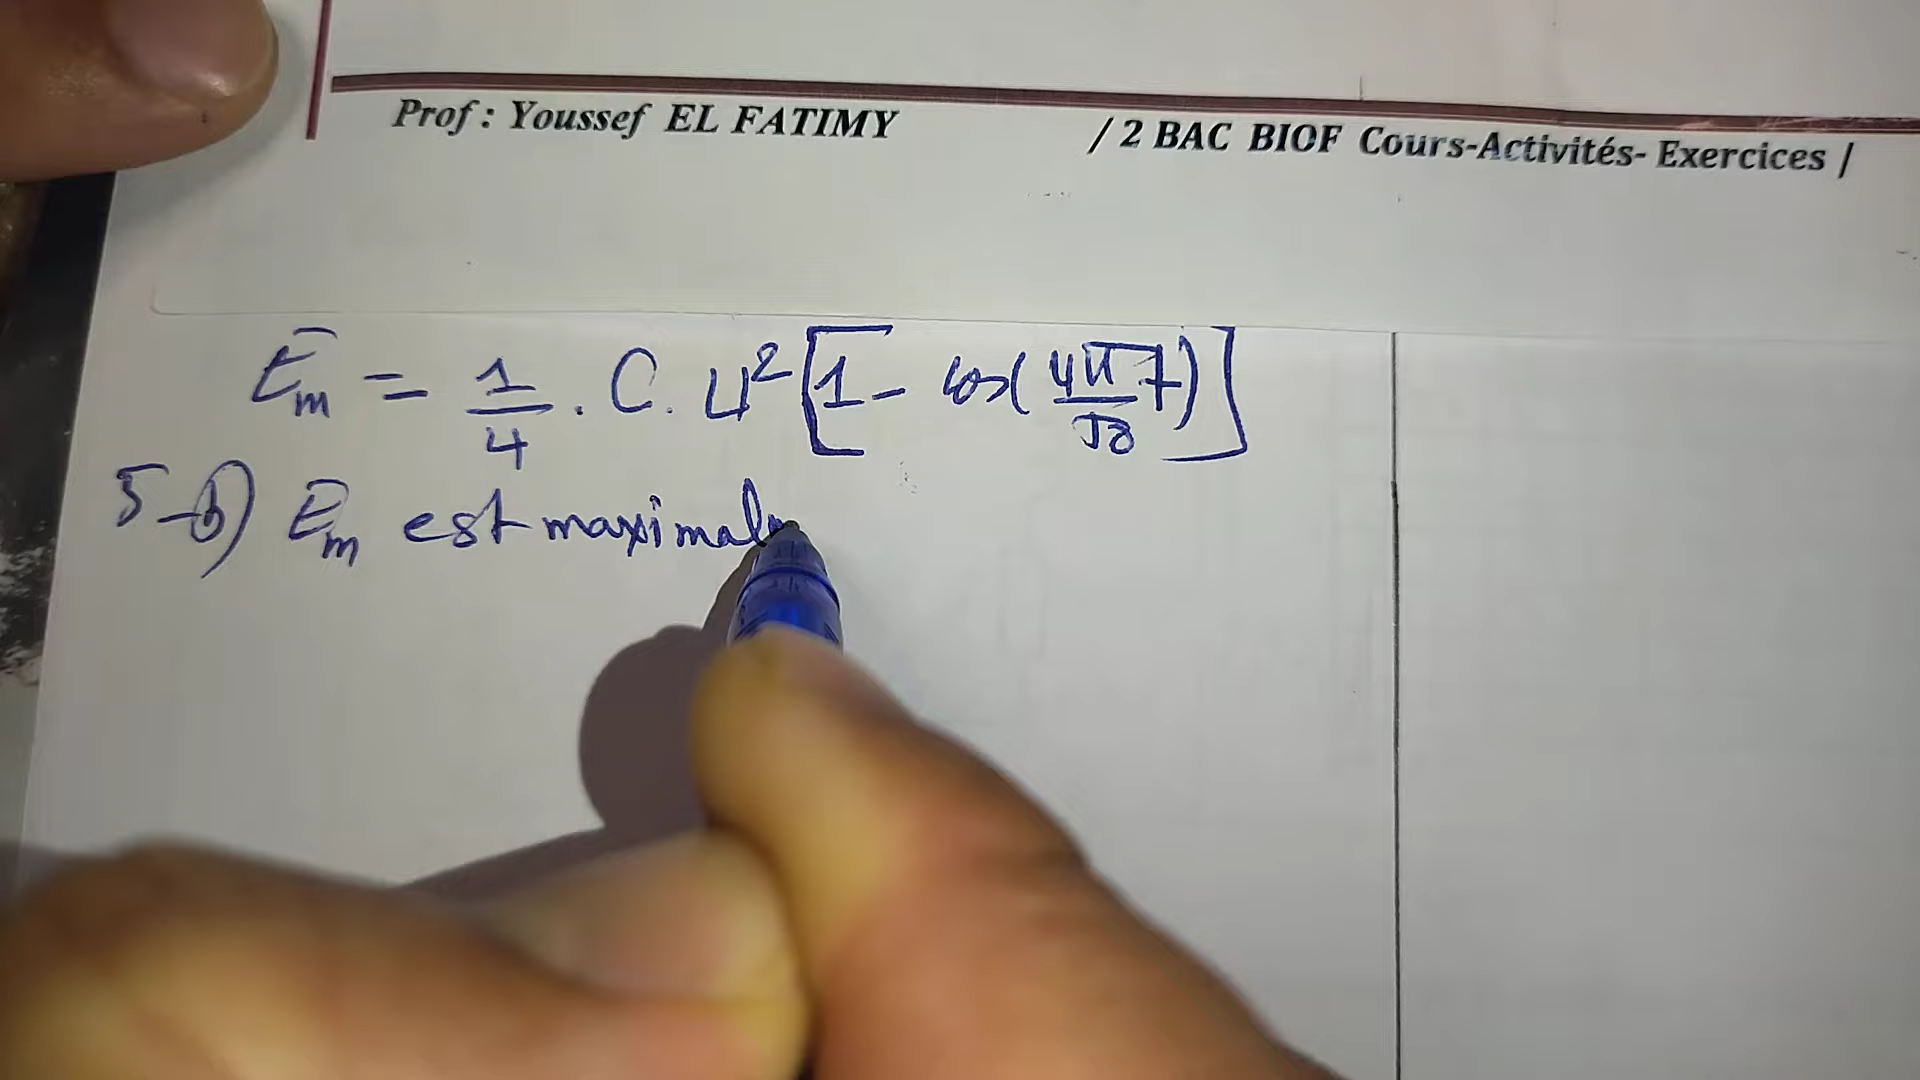 Prof : Youssef EL FATIMY / 2 BAC BIOF Cours-Activités- Exercices /
Em = 1/4 . C. U² [1 - cos(4π/T0 t)]
5-b) Em est maximale